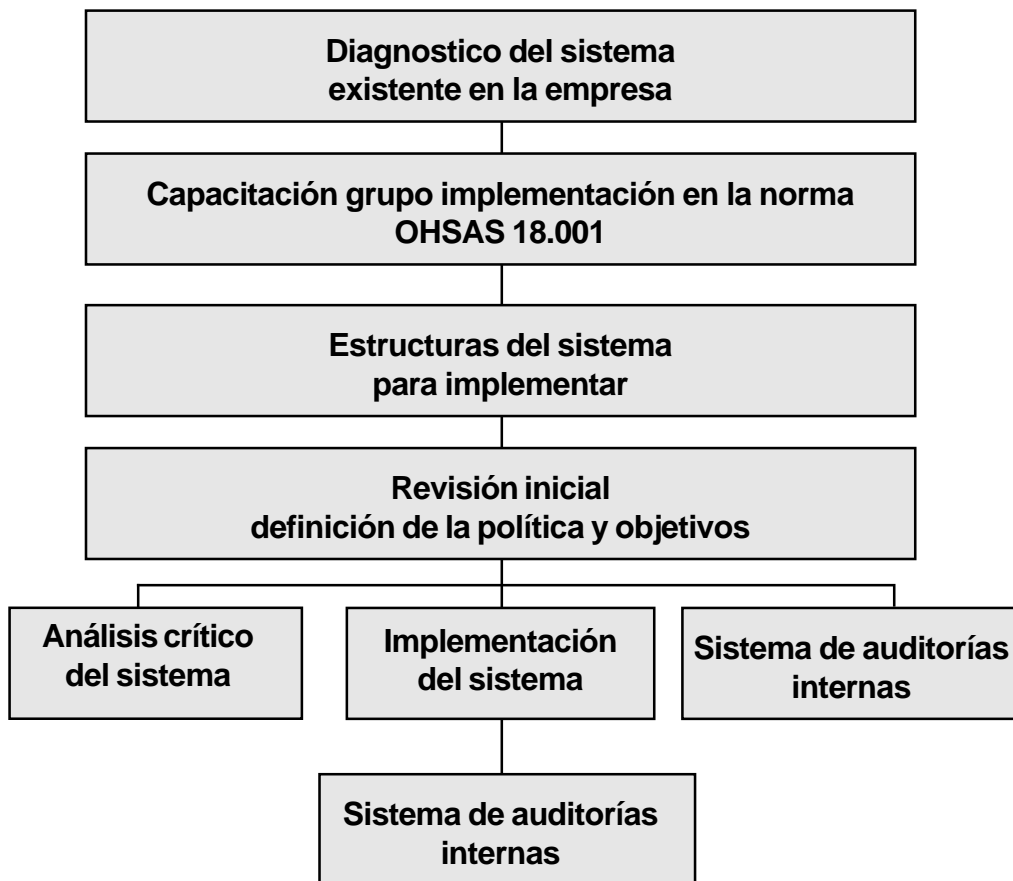 Diagnostico del sistema
existente en la empresa
Capacitación grupo implementación en la norma
OHSAS 18.001
Estructuras del sistema
para implementar
Revisión inicial
definición de la política y objetivos
Análisis crítico
del sistema
Implementación
del sistema
Sistema de auditorías
internas
Sistema de auditorías
internas